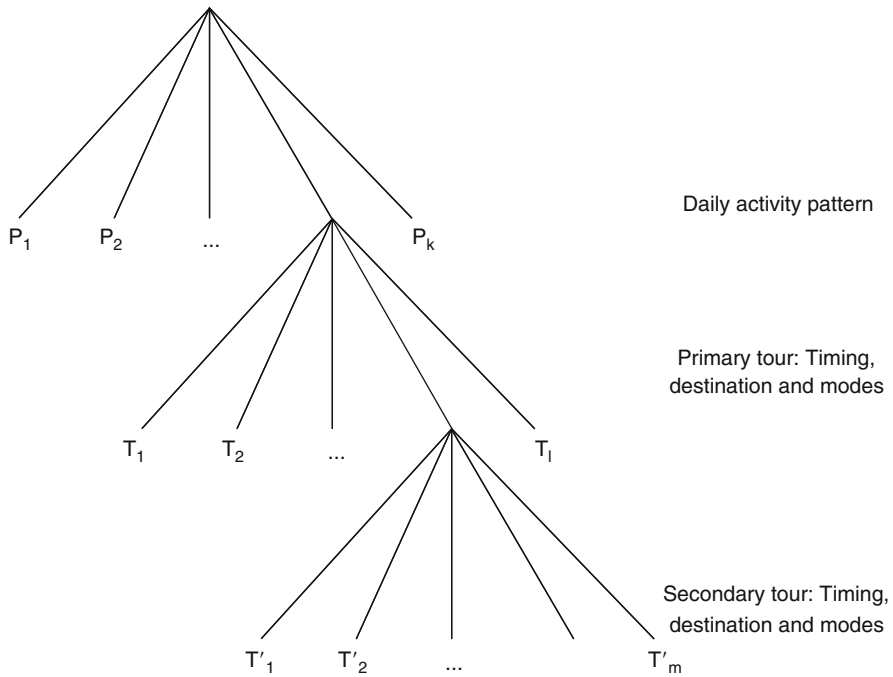 Daily activity pattern
P₁ P₂ ... Pₖ
Primary tour: Timing,
destination and modes
T₁ T₂ ... Tₗ
Secondary tour: Timing,
destination and modes
T′₁ T′₂ ... T′ₘ